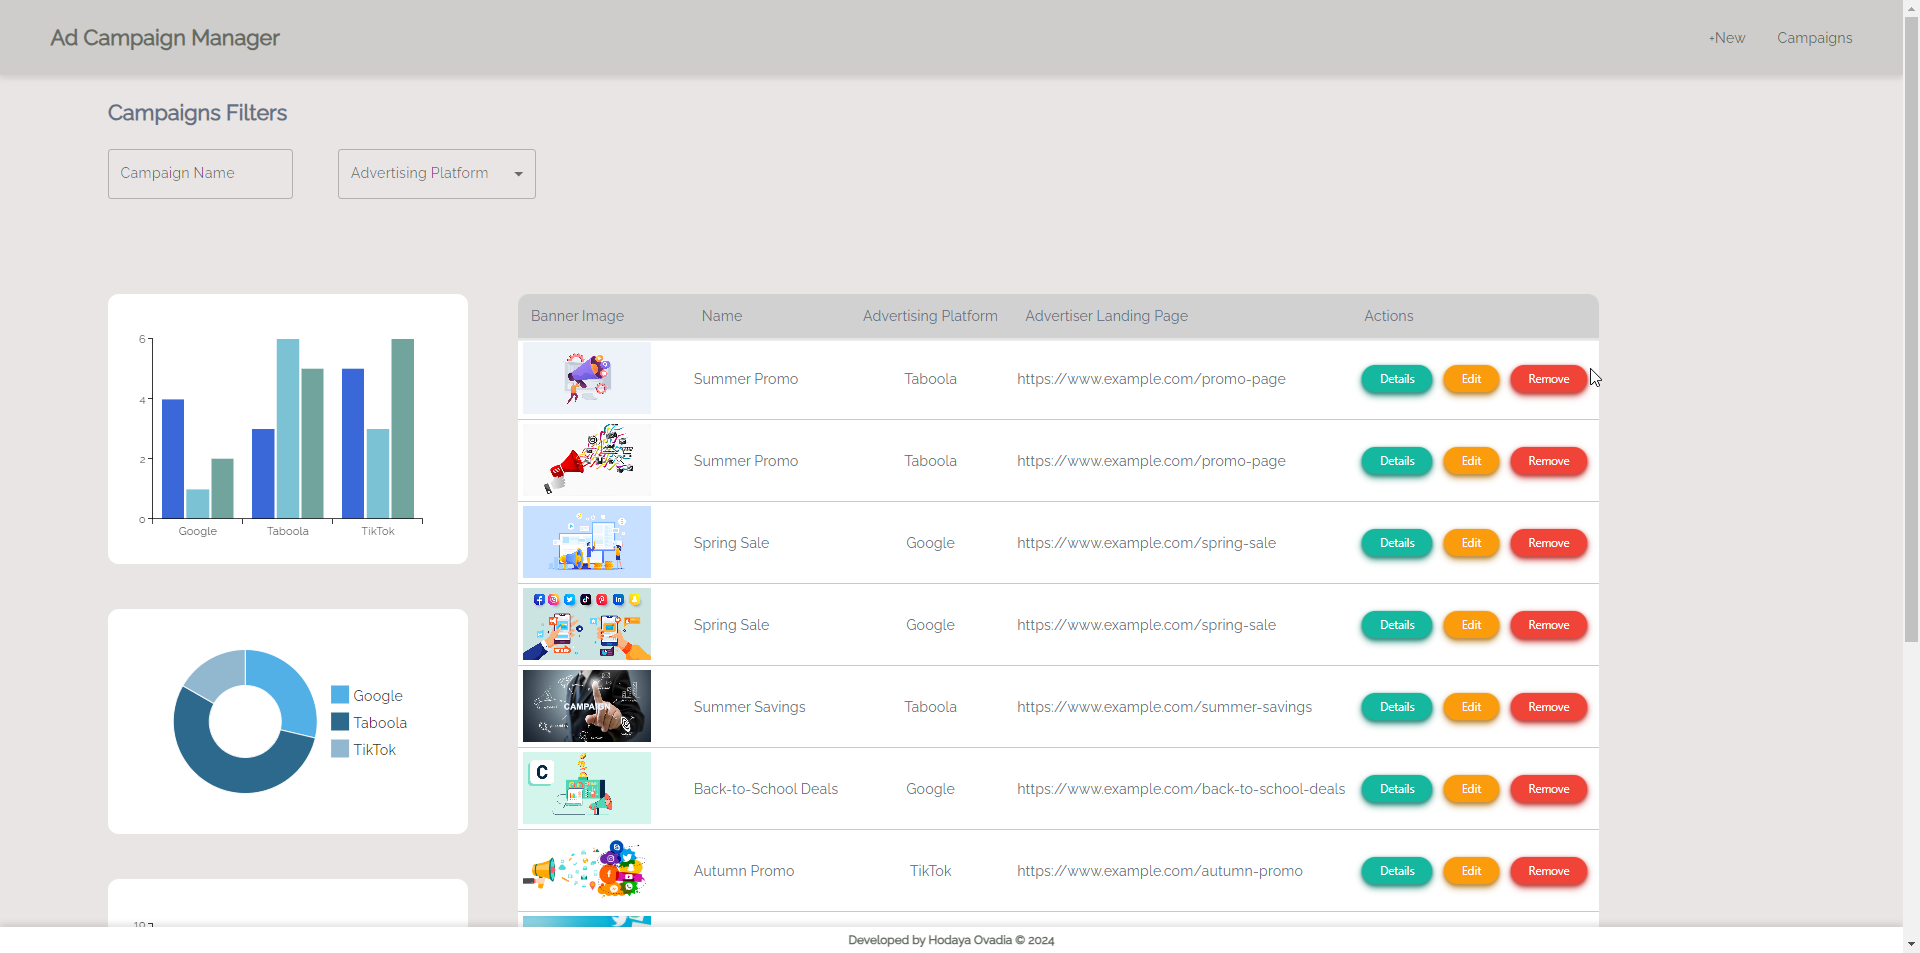 Ad Campaign Manager
+New
Campaigns
Campaigns Filters
Campaign Name
Advertising Platform
6
4
2
0
Google
Taboola
TikTok
Google
Taboola
TikTok
10
Banner Image
Name
Advertising Platform
Advertiser Landing Page
Actions
Summer Promo
Taboola
https://www.example.com/promo-page
Details
Edit
Remove
Summer Promo
Taboola
https://www.example.com/promo-page
Details
Edit
Remove
Spring Sale
Google
https://www.example.com/spring-sale
Details
Edit
Remove
Spring Sale
Google
https://www.example.com/spring-sale
Details
Edit
Remove
CAMPAIGN
Summer Savings
Taboola
https://www.example.com/summer-savings
Details
Edit
Remove
C
Back-to-School Deals
Google
https://www.example.com/back-to-school-deals
Details
Edit
Remove
Autumn Promo
TikTok
https://www.example.com/autumn-promo
Details
Edit
Remove
Developed by Hodaya Ovadia © 2024